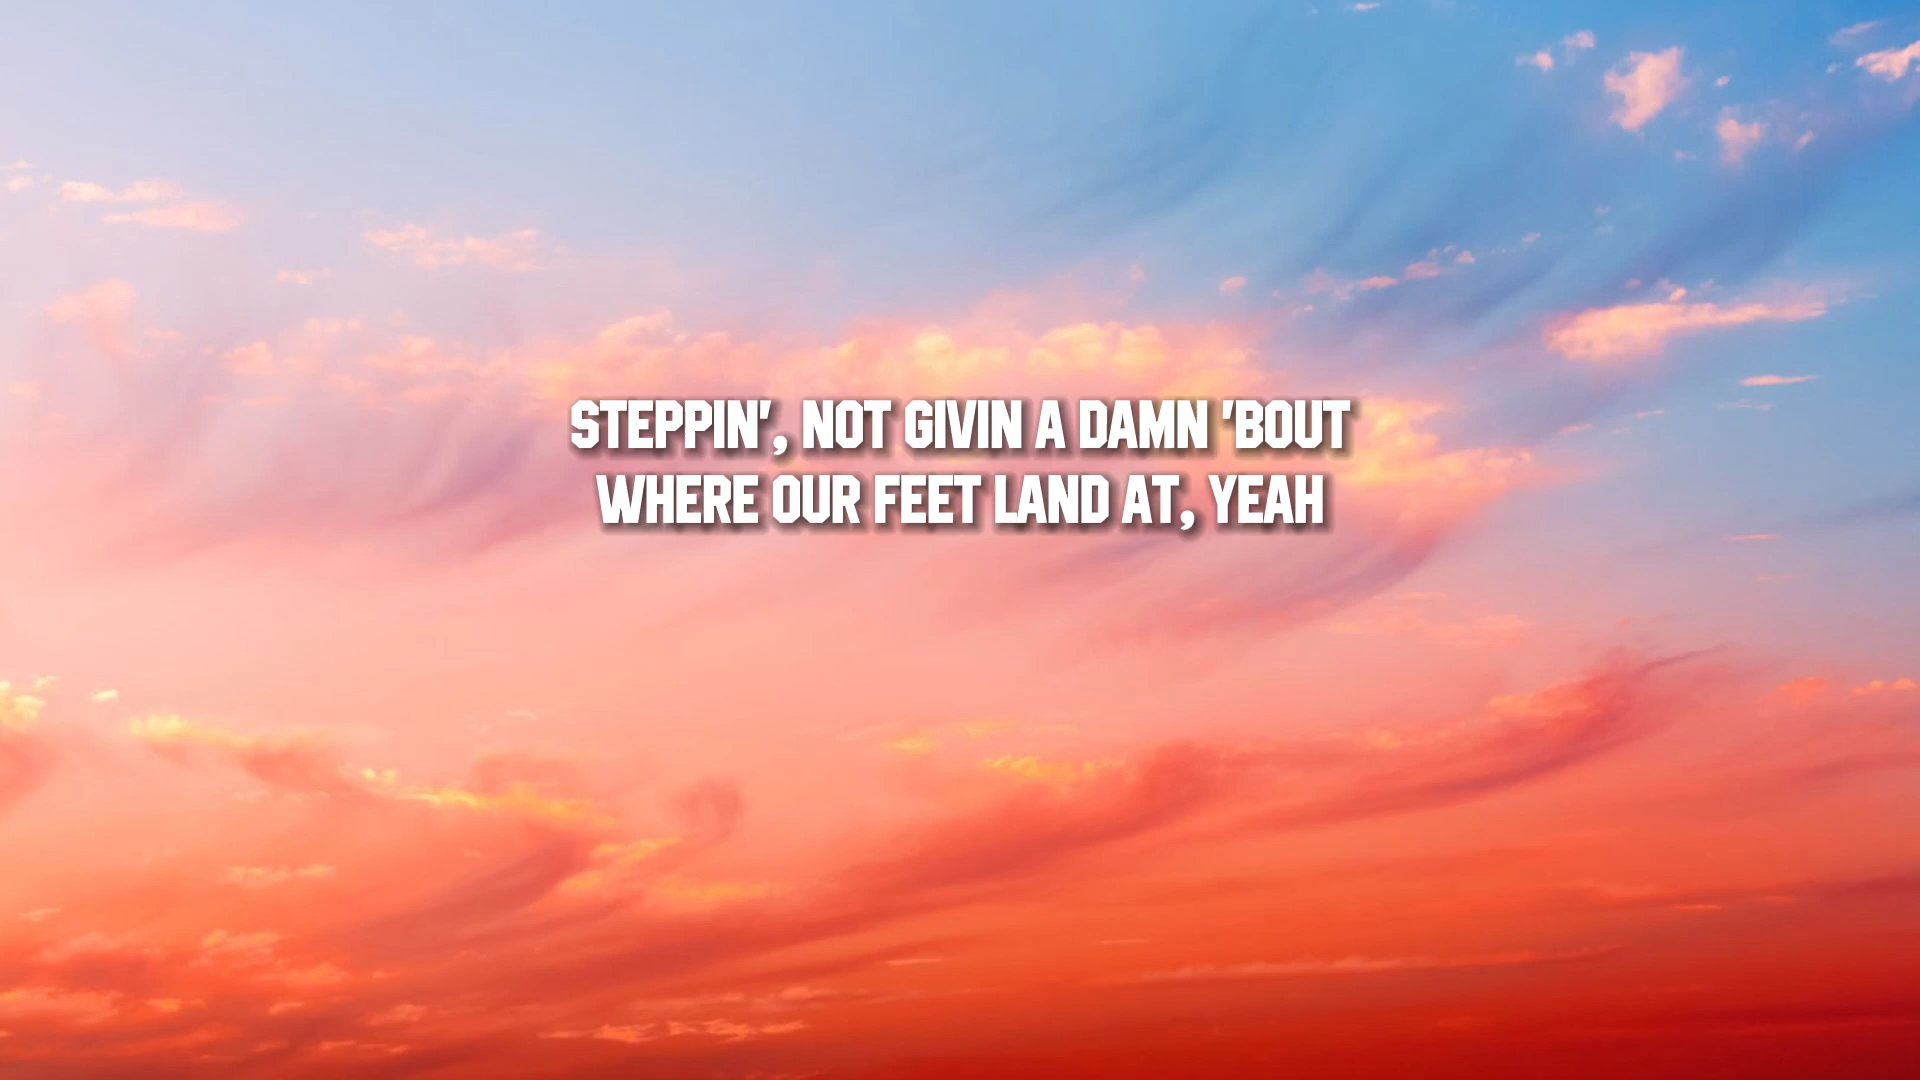 STEPPIN', NOT GIVIN A DAMN 'BOUT
WHERE OUR FEET LAND AT, YEAH